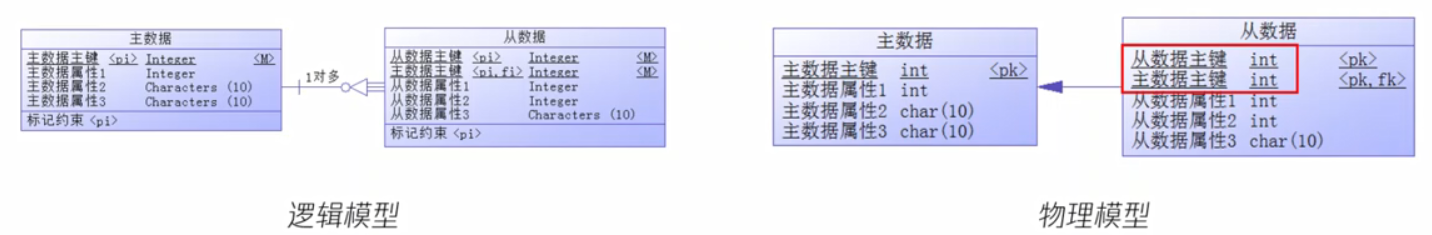 主数据
主数据主键 <pi> Integer <M>
主数据属性1 Integer
主数据属性2 Characters (10)
主数据属性3 Characters (10)
标记约束 <pi>
1对多
从数据
从数据主键 <pi> Integer <M>
主数据主键 <pi,fi> Integer <M>
从数据属性1 Integer
从数据属性2 Integer
从数据属性3 Characters (10)
标记约束 <pi>
逻辑模型
主数据
主数据主键 int <pk>
主数据属性1 int
主数据属性2 char(10)
主数据属性3 char(10)
从数据
从数据主键 int <pk>
主数据主键 int <pk,fk>
从数据属性1 int
从数据属性2 int
从数据属性3 char(10)
物理模型